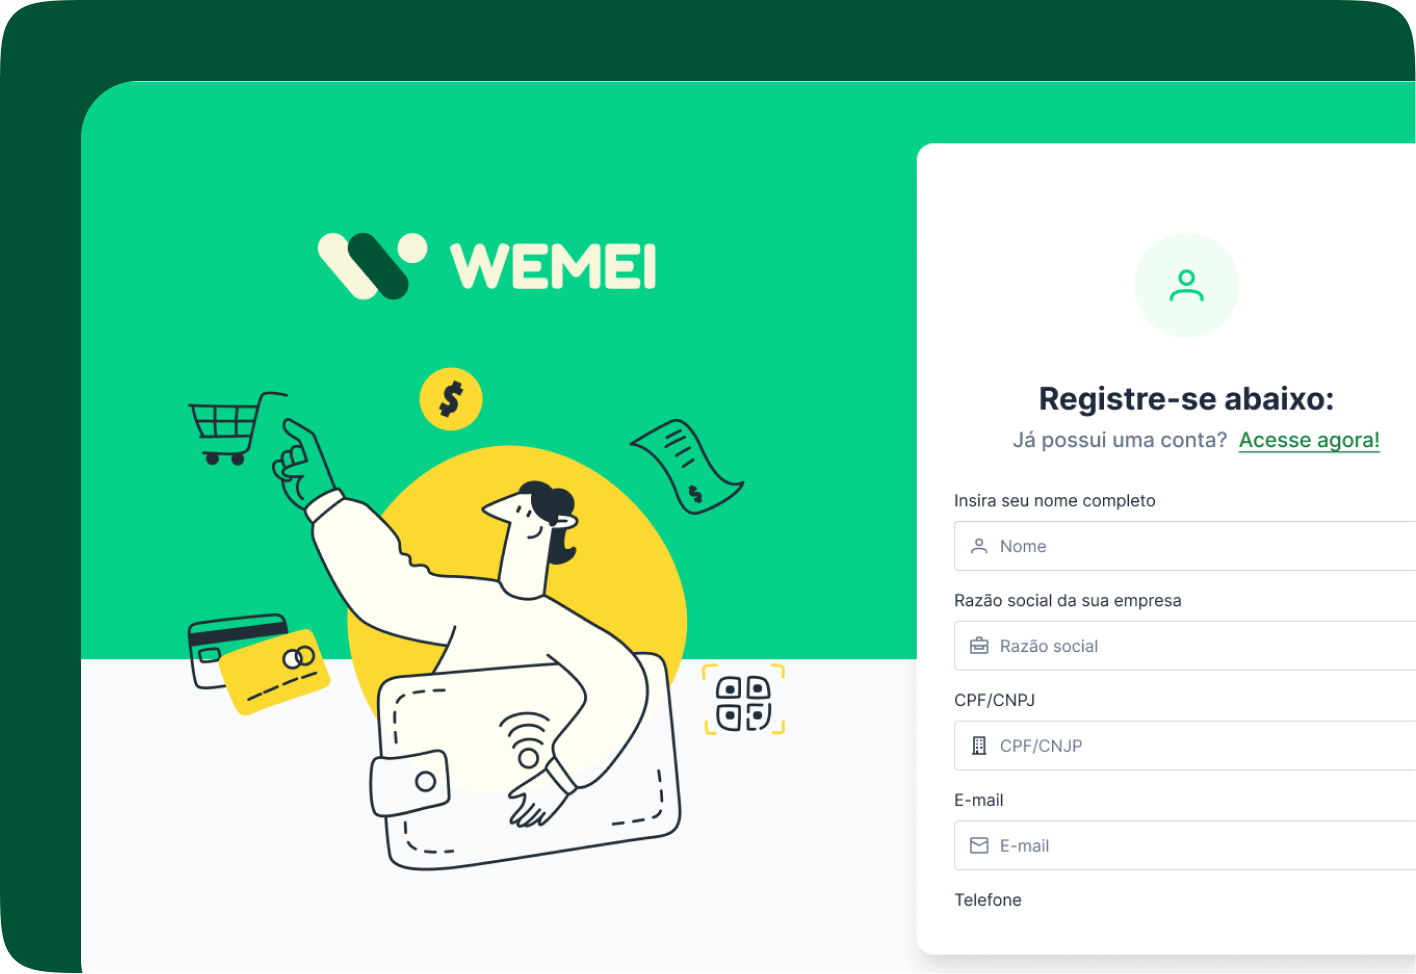 WEMEI
$
$
Registre-se abaixo:
Já possui uma conta? Acesse agora!
Insira seu nome completo
Nome
Razão social da sua empresa
Razão social
CPF/CNPJ
CPF/CNJP
E-mail
E-mail
Telefone